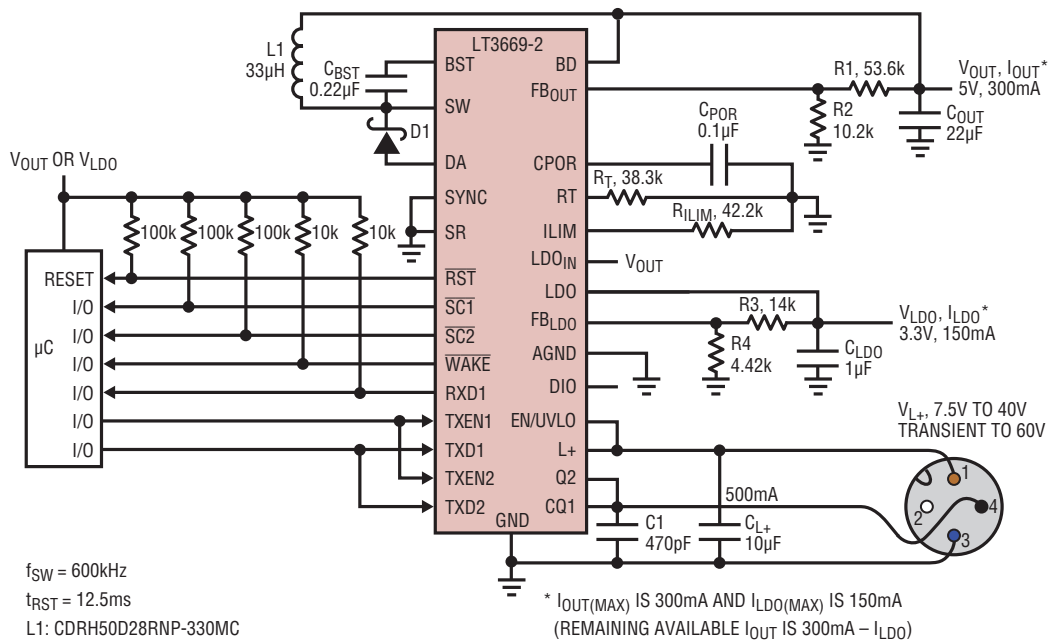 LT3669-2
L1
33µH
CBST
0.22µF
D1
BST
SW
DA
SYNC
SR
RST
SC1
SC2
WAKE
RXD1
TXEN1
TXD1
TXEN2
TXD2
GND
BD
FBOUT
CPOR
RT
ILIM
LDOIN
LDO
FBLDO
AGND
DIO
EN/UVLO
L+
Q2
CQ1
R1, 53.6k
R2
10.2k
VOUT, IOUT*
5V, 300mA
COUT
22µF
CPOR
0.1µF
RT, 38.3k
RILIM, 42.2k
VOUT
R3, 14k
R4
4.42k
VLDO, ILDO*
3.3V, 150mA
CLDO
1µF
VOUT OR VLDO
100k
100k
100k
10k
10k
µC
RESET
I/O
I/O
I/O
I/O
I/O
I/O
VL+, 7.5V TO 40V
TRANSIENT TO 60V
1
2
4
3
500mA
C1
470pF
CL+
10µF
fSW = 600kHz
tRST = 12.5ms
L1: CDRH50D28RNP-330MC
* IOUT(MAX) IS 300mA AND ILDO(MAX) IS 150mA
(REMAINING AVAILABLE IOUT IS 300mA – ILDO)